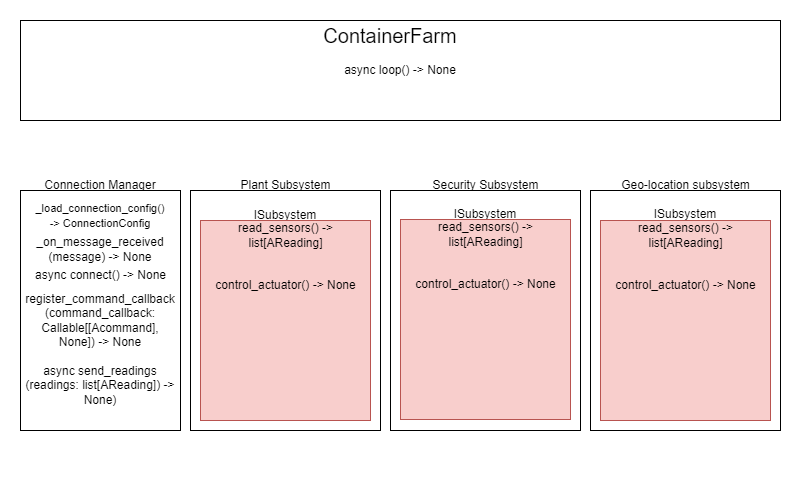 ContainerFarm
async loop() -> None
Connection Manager
_load_connection_config()
-> ConnectionConfig
_on_message_received
(message) -> None
async connect() -> None
register_command_callback
(command_callback:
Callable[[Acommand],
None]) -> None
async send_readings
(readings: list[AReading]) ->
None)
Plant Subsystem
ISubsystem
read_sensors() ->
list[AReading]
control_actuator() -> None
Security Subsystem
ISubsystem
read_sensors() ->
list[AReading]
control_actuator() -> None
Geo-location subsystem
ISubsystem
read_sensors() ->
list[AReading]
control_actuator() -> None